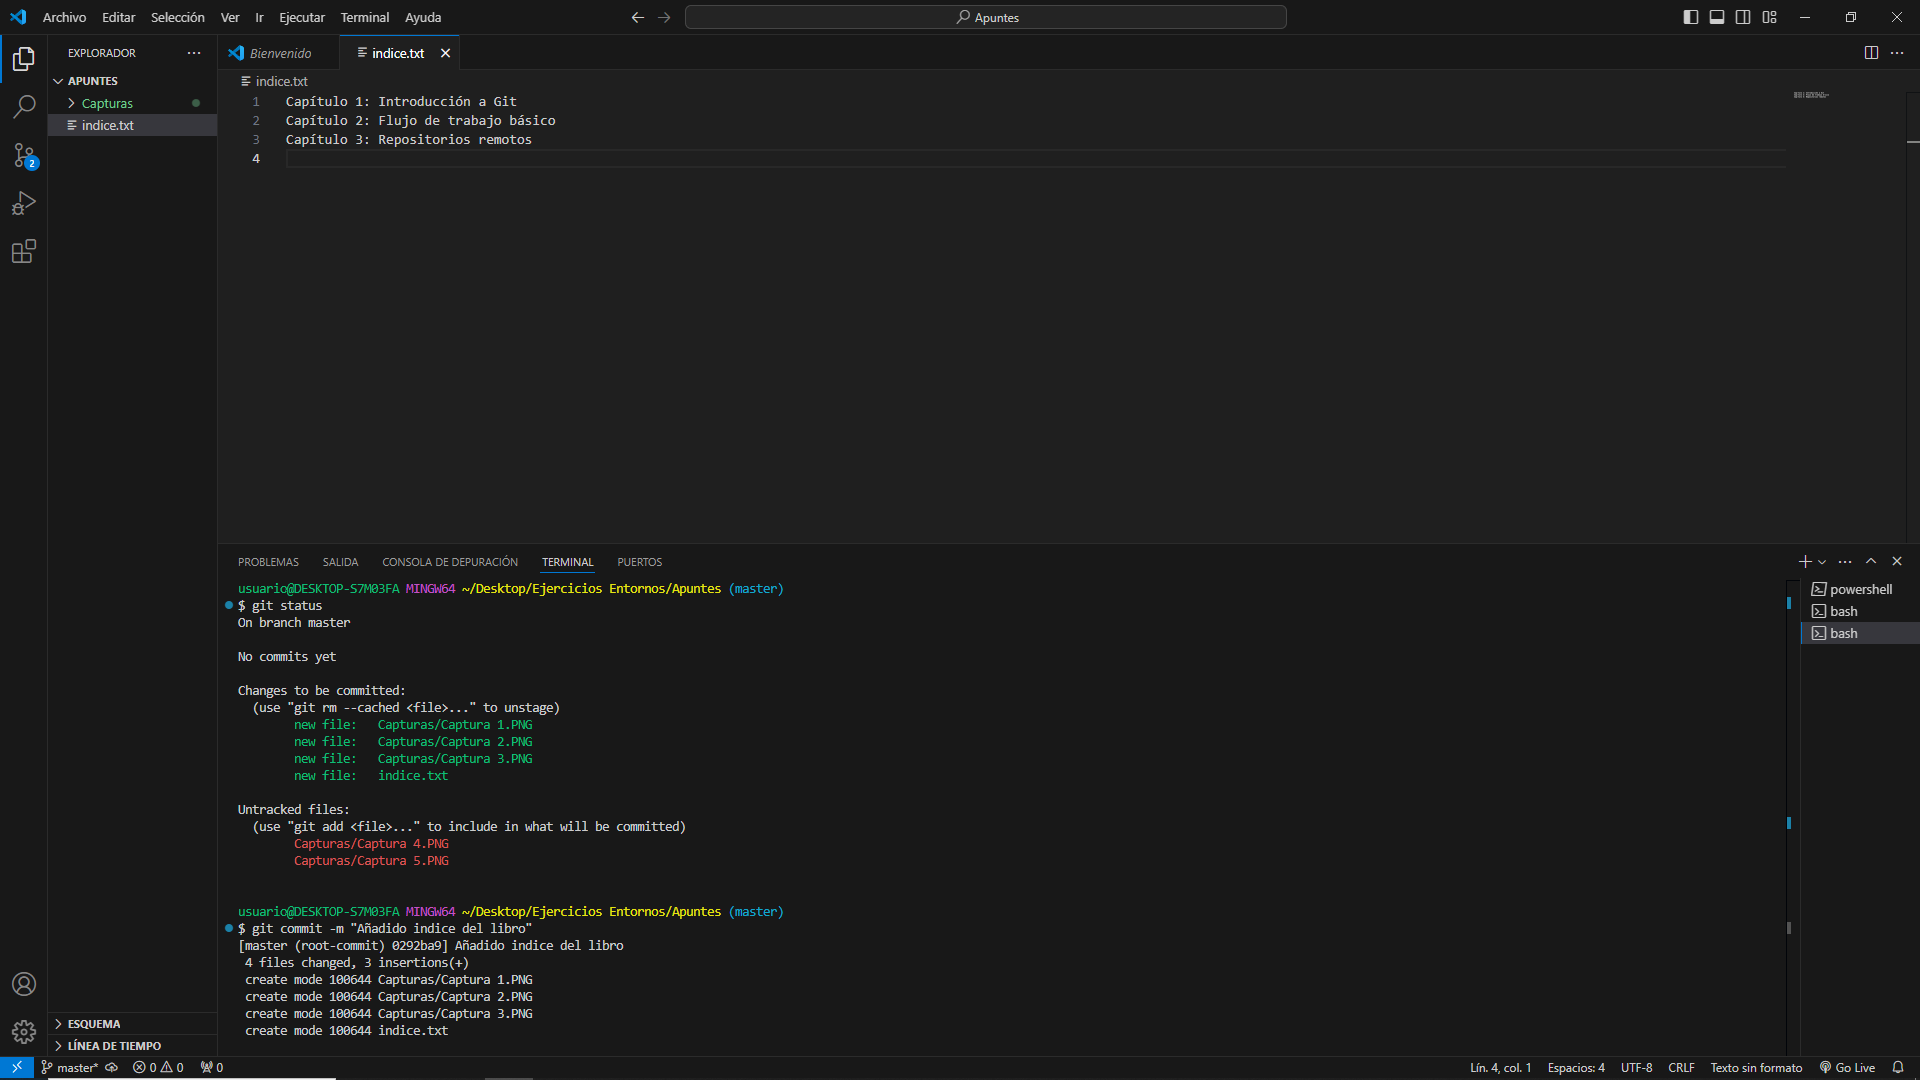 Archivo Editar Selección Ver Ir Ejecutar Terminal Ayuda
Apuntes
EXPLORADOR
APUNTES
Capturas
indice.txt
2
Bienvenido
indice.txt
indice.txt
1 Capítulo 1: Introducción a Git
2 Capítulo 2: Flujo de trabajo básico
3 Capítulo 3: Repositorios remotos
4
PROBLEMAS SALIDA CONSOLA DE DEPURACIÓN TERMINAL PUERTOS
usuario@DESKTOP-S7M03FA MINGW64 ~/Desktop/Ejercicios Entornos/Apuntes (master)
$ git status
On branch master
No commits yet
Changes to be committed:
(use "git rm --cached <file>..." to unstage)
new file:   Capturas/Captura 1.PNG
new file:   Capturas/Captura 2.PNG
new file:   Capturas/Captura 3.PNG
new file:   indice.txt
Untracked files:
(use "git add <file>..." to include in what will be committed)
Capturas/Captura 4.PNG
Capturas/Captura 5.PNG
usuario@DESKTOP-S7M03FA MINGW64 ~/Desktop/Ejercicios Entornos/Apuntes (master)
$ git commit -m "Añadido indice del libro"
[master (root-commit) 0292ba9] Añadido indice del libro
4 files changed, 3 insertions(+)
create mode 100644 Capturas/Captura 1.PNG
create mode 100644 Capturas/Captura 2.PNG
create mode 100644 Capturas/Captura 3.PNG
create mode 100644 indice.txt
powershell
bash
bash
ESQUEMA
LÍNEA DE TIEMPO
master* 0 0 0
Lín. 4, col. 1 Espacios: 4 UTF-8 CRLF Texto sin formato Go Live